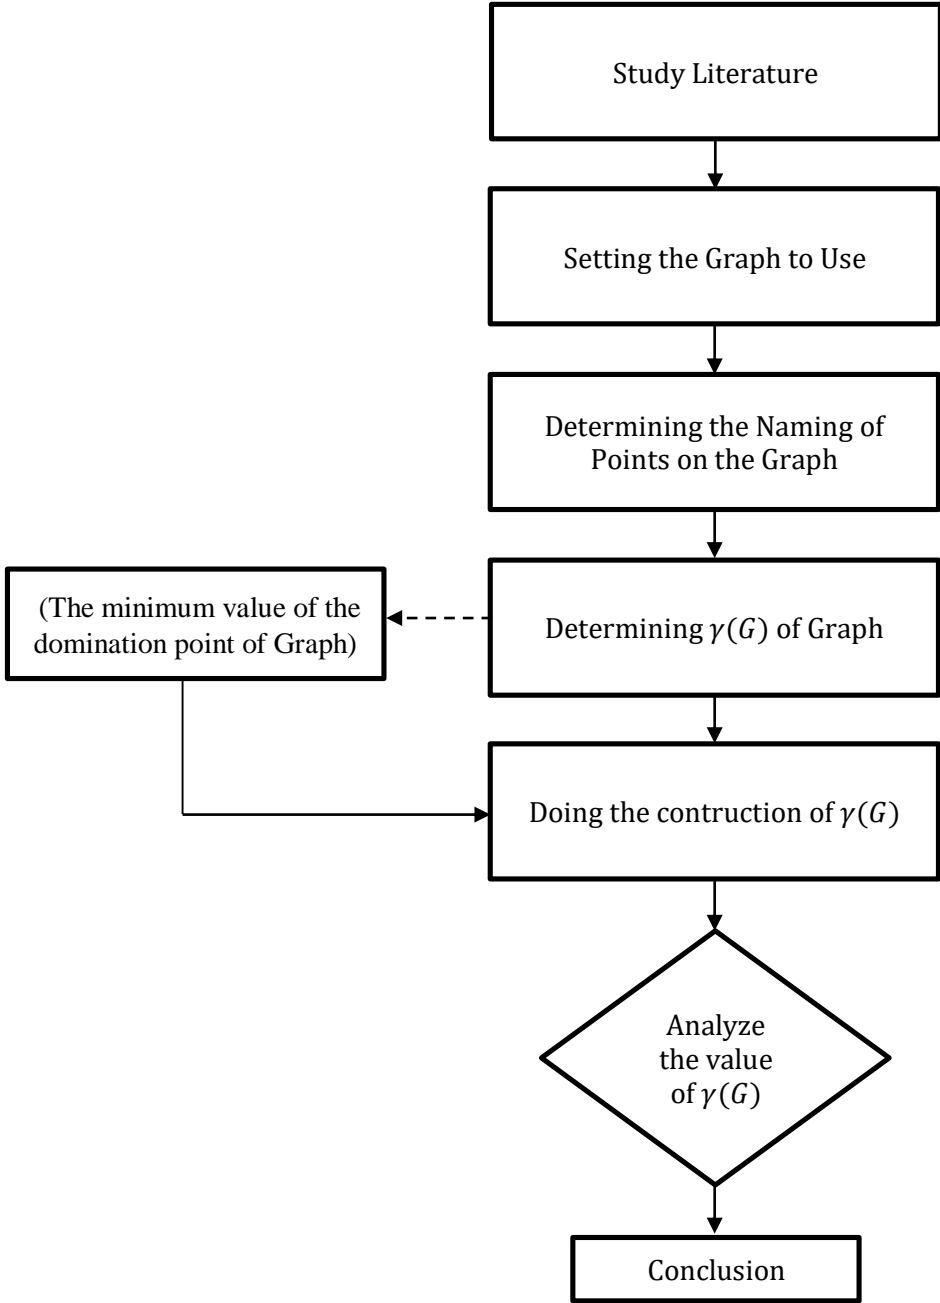 Study Literature
Setting the Graph to Use
Determining the Naming of
Points on the Graph
(The minimum value of the
domination point of Graph)
Determining 𝛾(𝐺) of Graph
Doing the contruction of 𝛾(𝐺)
Analyze
the value
of 𝛾(𝐺)
Conclusion